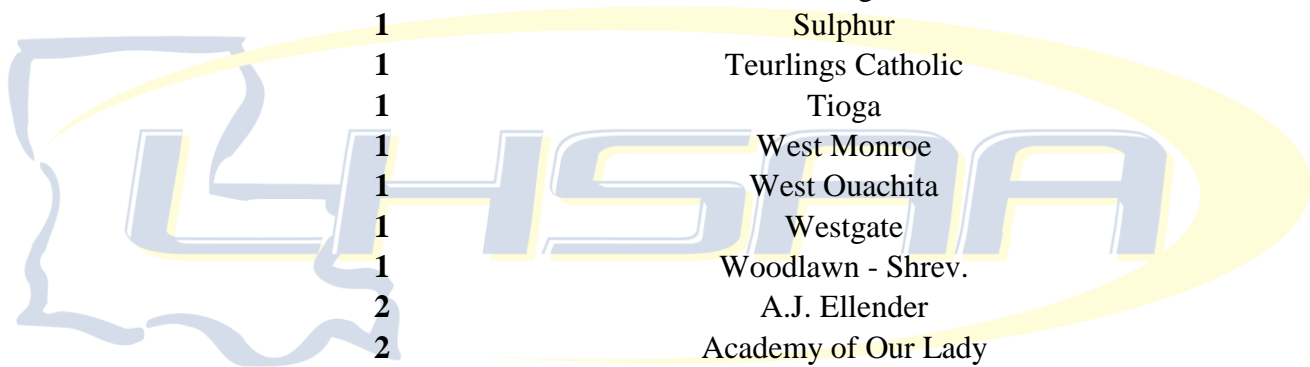 1 Sulphur
1 Teurlings Catholic
1 Tioga
1 West Monroe
1 West Ouachita
1 Westgate
1 Woodlawn - Shrev.
2 A.J. Ellender
2 Academy of Our Lady
LHSAA